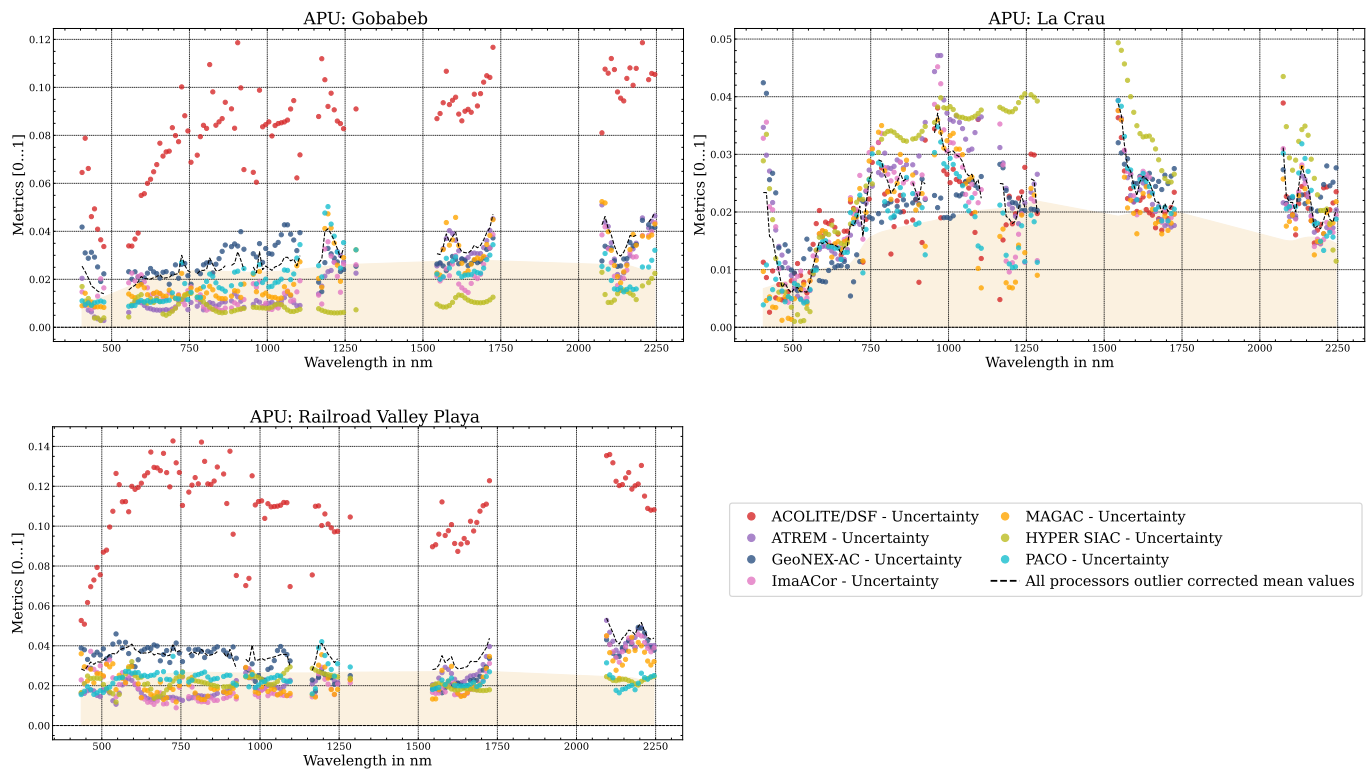 APU: Gobabeb
0.12
0.10
0.08
0.06
0.04
0.02
0.00
Metrics [0...1]
500 750 1000 1250 1500 1750 2000 2250
Wavelength in nm
APU: La Crau
0.05
0.04
0.03
0.02
0.01
0.00
Metrics [0...1]
500 750 1000 1250 1500 1750 2000 2250
Wavelength in nm
APU: Railroad Valley Playa
0.14
0.12
0.10
0.08
0.06
0.04
0.02
0.00
Metrics [0...1]
500 750 1000 1250 1500 1750 2000 2250
Wavelength in nm
ACOLITE/DSF - Uncertainty
ATREM - Uncertainty
GeoNEX-AC - Uncertainty
ImaACor - Uncertainty
MAGAC - Uncertainty
HYPER SIAC - Uncertainty
PACO - Uncertainty
All processors outlier corrected mean values